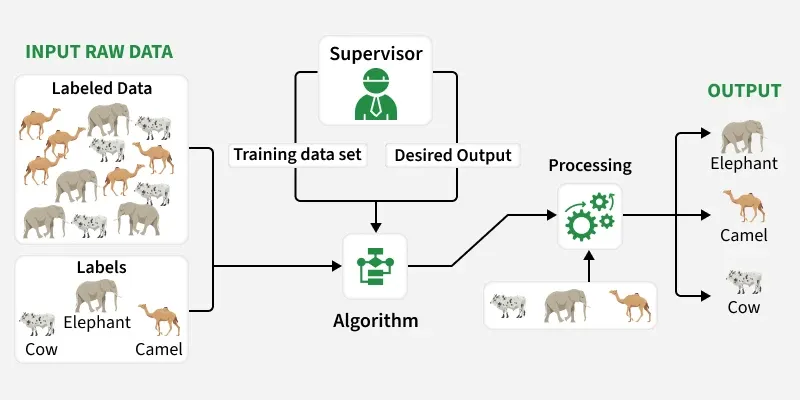 INPUT RAW DATA
Labeled Data
Labels
Elephant
Cow
Camel
Supervisor
Training data set
Desired Output
Algorithm
Processing
OUTPUT
Elephant
Camel
Cow